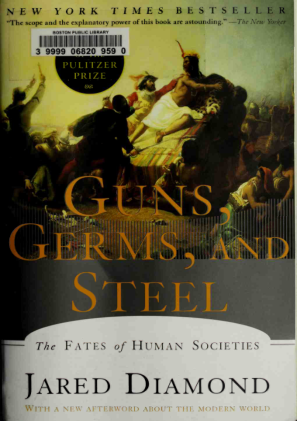 NEW YORK TIMES BESTSELLER
"The scope and the explanatory power of this book are astounding." —The New Yorker
BOSTON PUBLIC LIBRARY
3 9999 06820 959 0
PULITZER
PRIZE
GUNS,
GERMS, AND
STEEL
The FATES of HUMAN SOCIETIES
JARED DIAMOND
WITH A NEW AFTERWORD ABOUT THE MODERN WORLD